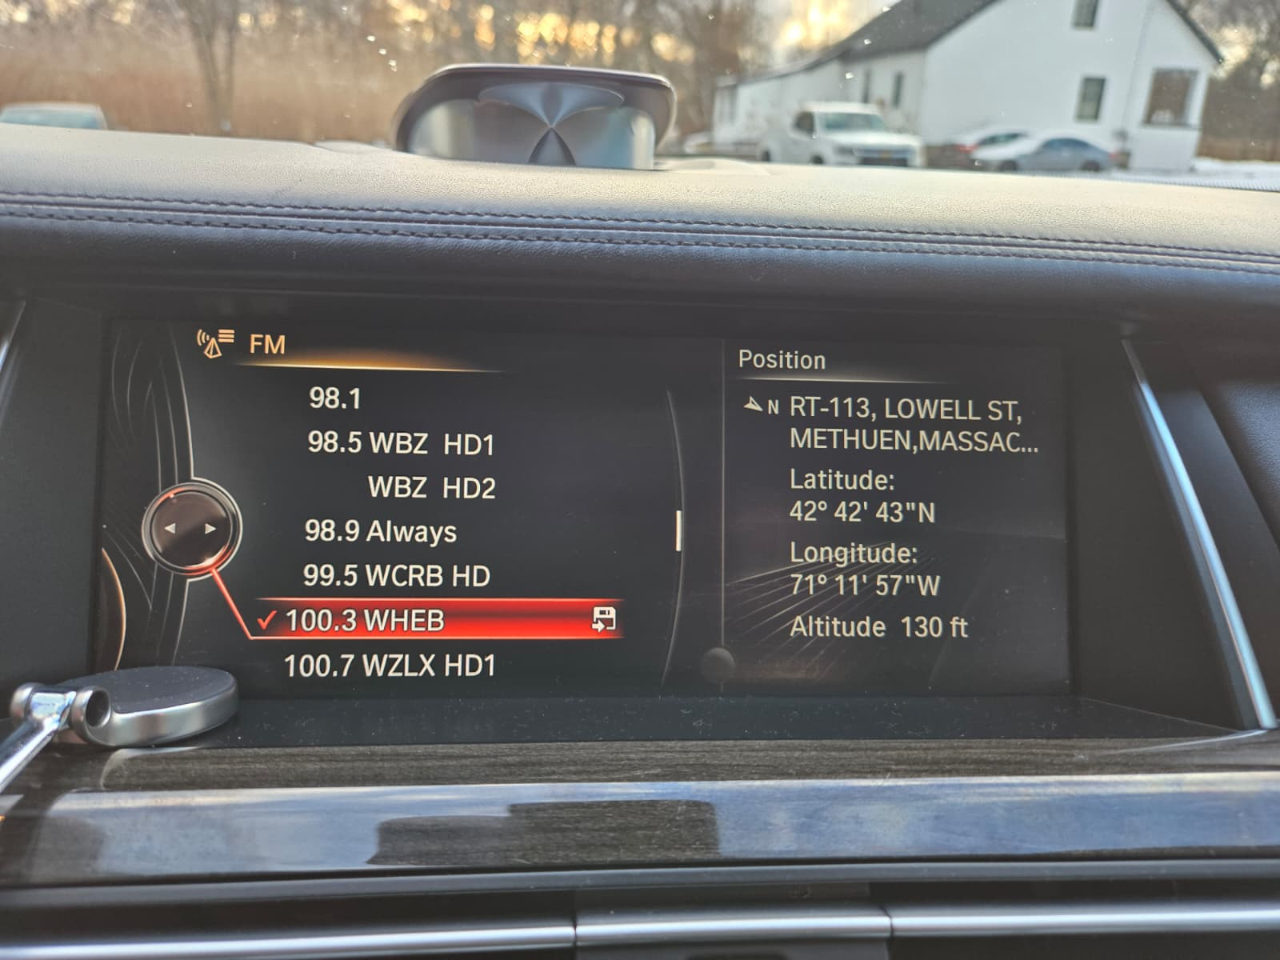 FM
98.1
98.5 WBZ HD1
WBZ HD2
98.9 Always
99.5 WCRB HD
100.3 WHEB
100.7 WZLX HD1
Position
N RT-113, LOWELL ST,
METHUEN,MASSAC...
Latitude:
42° 42' 43"N
Longitude:
71° 11' 57"W
Altitude 130 ft